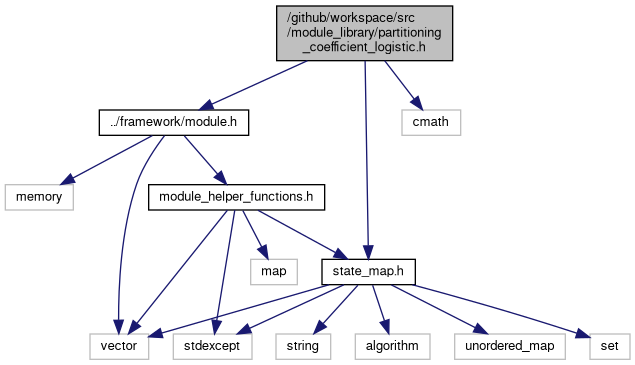 /github/workspace/src
/module_library/partitioning
_coefficient_logistic.h
../framework/module.h
cmath
memory
module_helper_functions.h
map
state_map.h
vector
stdexcept
string
algorithm
unordered_map
set